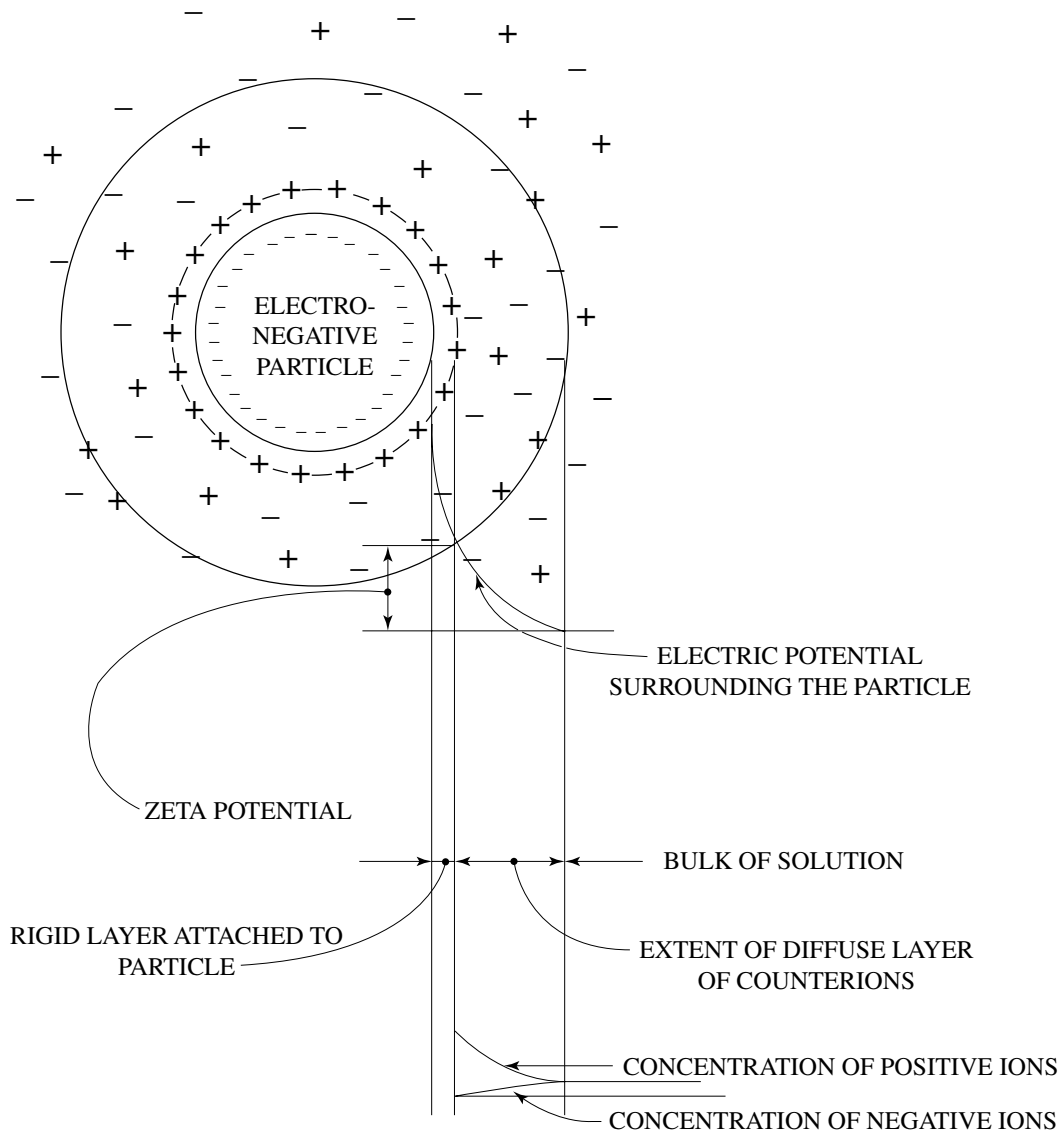 ELECTRO-
NEGATIVE
PARTICLE
ELECTRIC POTENTIAL
SURROUNDING THE PARTICLE
ZETA POTENTIAL
BULK OF SOLUTION
RIGID LAYER ATTACHED TO
PARTICLE
EXTENT OF DIFFUSE LAYER
OF COUNTERIONS
CONCENTRATION OF POSITIVE IONS
CONCENTRATION OF NEGATIVE IONS